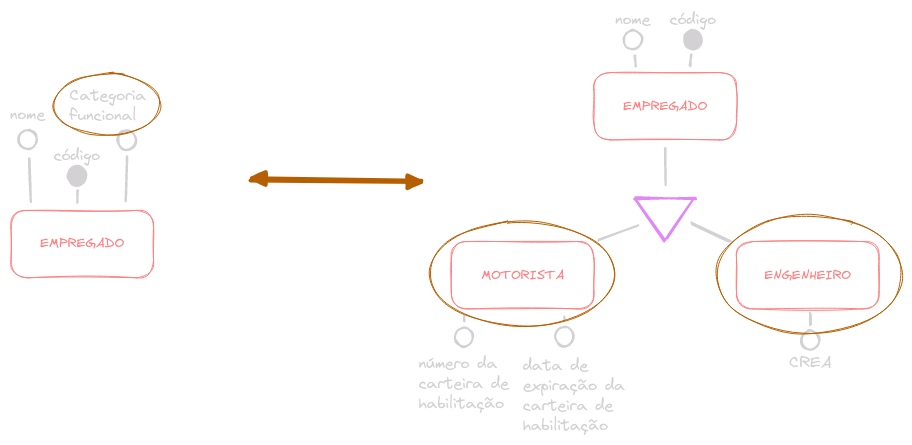 Categoria
funcional
nome
código
EMPREGADO
nome
código
EMPREGADO
MOTORISTA
ENGENHEIRO
número da
carteira de
habilitação
data de
expiração da
carteira de
habilitação
CREA